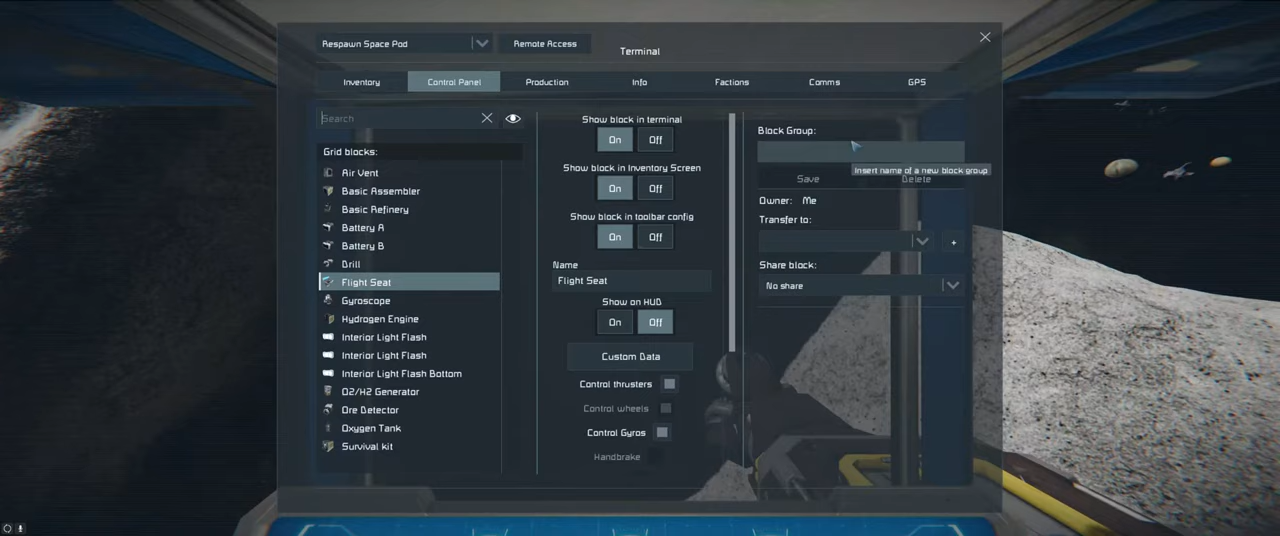 Respawn Space Pod
Remote Access
Terminal
Inventory
Control Panel
Production
Info
Factions
Comms
GPS
Search
Grid blocks:
Air Vent
Basic Assembler
Basic Refinery
Battery A
Battery B
Drill
Flight Seat
Gyroscope
Hydrogen Engine
Interior Light Flash
Interior Light Flash
Interior Light Flash Bottom
O2/H2 Generator
Ore Detector
Oxygen Tank
Survival kit
Show block in terminal
On Off
Show block in Inventory Screen
On Off
Show block in toolbar config
On Off
Name
Flight Seat
Show on HUD
On Off
Custom Data
Control thrusters
Control wheels
Control Gyros
Handbrake
Block Group:
Insert name of a new block group
Save Delete
Owner: Me
Transfer to:
+
Share block:
No share